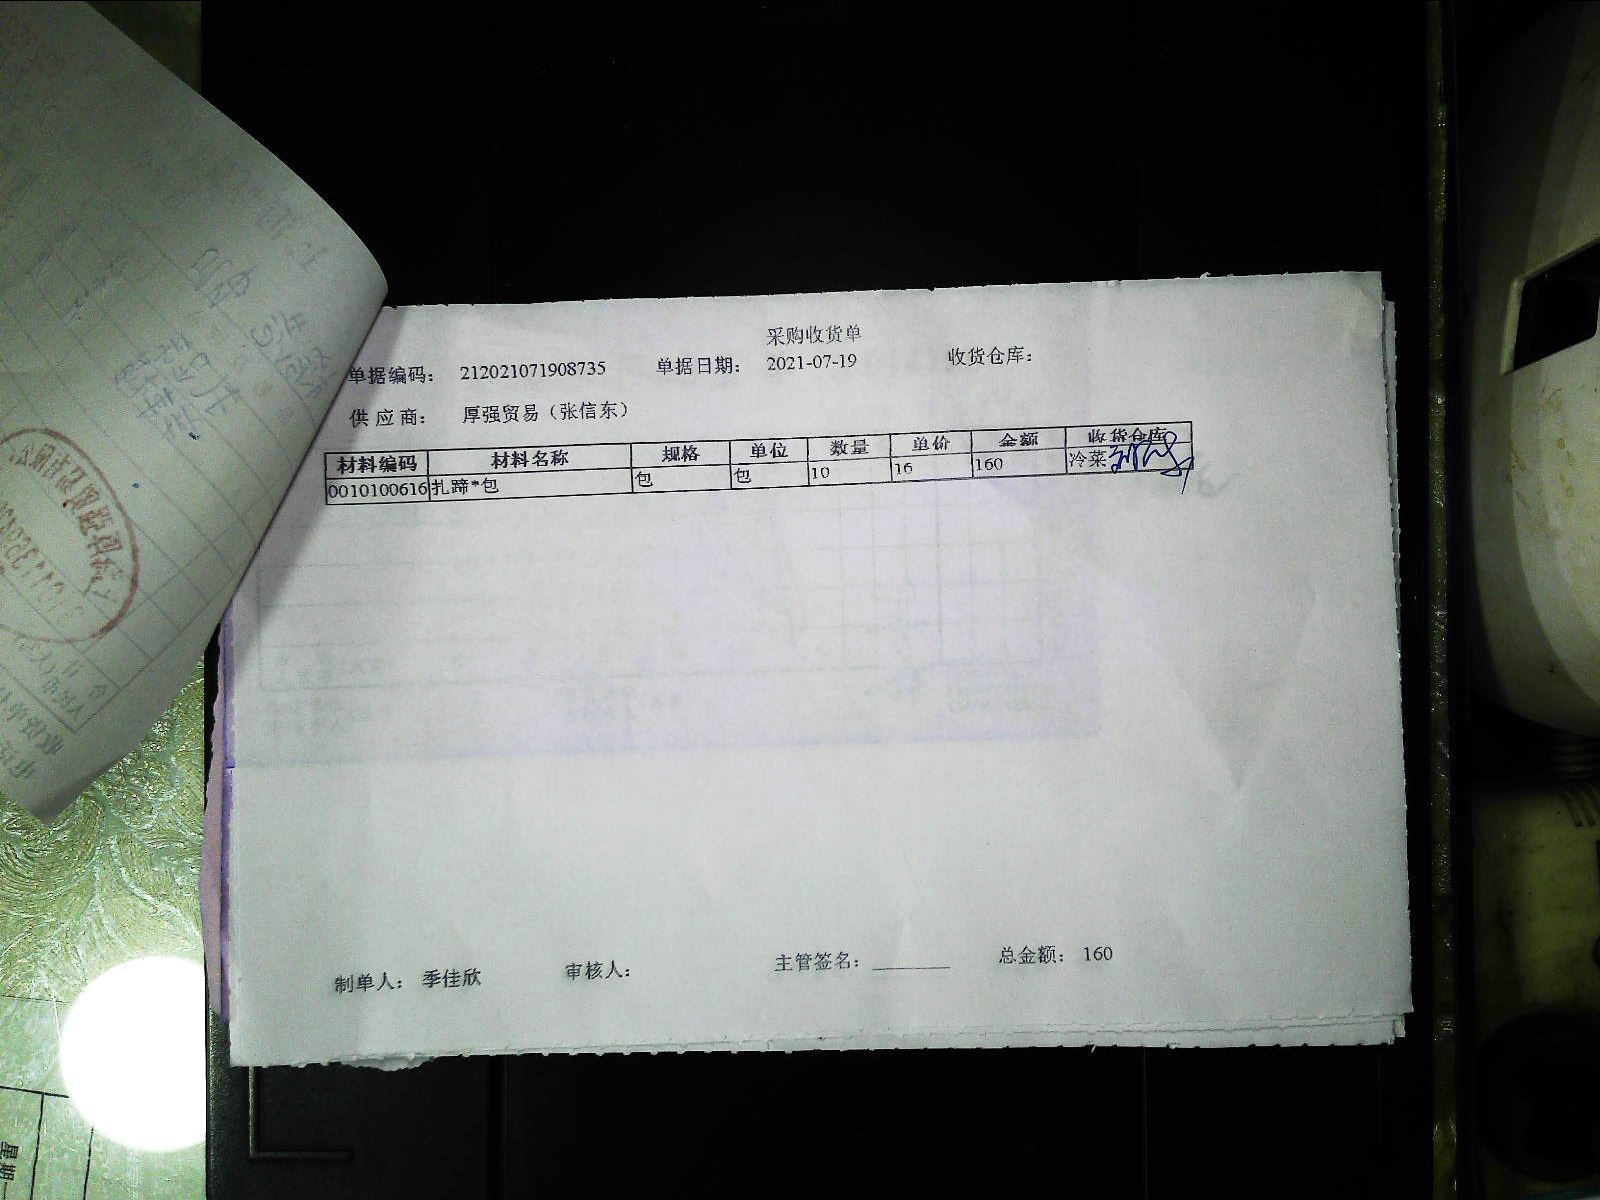 采购收货单
单据编码： 212021071908735 单据日期： 2021-07-19 收货仓库：
供 应 商： 厚强贸易（张信东）
材料编码 材料名称 规格 单位 数量 单价 金额 收货仓库
0010100616 扎蹄*包 包 包 10 16 160 冷菜
制单人： 季佳欣 审核人： 主管签名： 总金额： 160